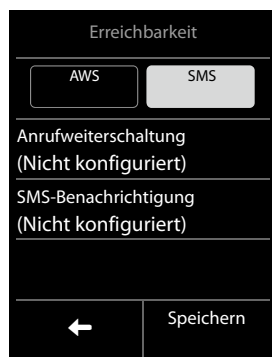 Erreichbarkeit
AWS SMS
Anrufweiterschaltung
(Nicht konfiguriert)
SMS-Benachrichtigung
(Nicht konfiguriert)
Speichern